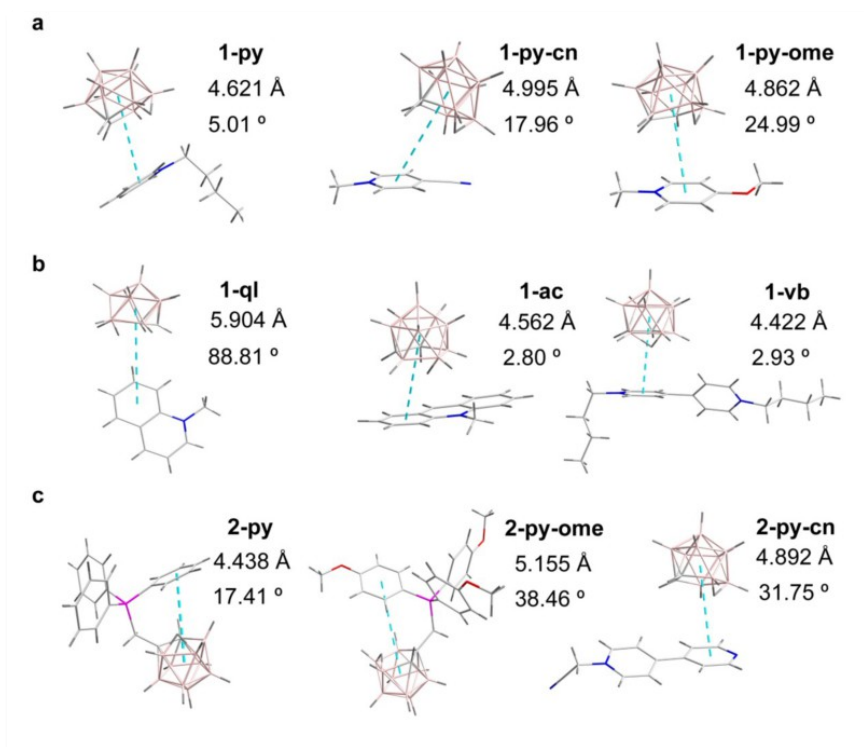 a
1-py
4.621 Å
5.01 º
1-py-cn
4.995 Å
17.96 º
1-py-ome
4.862 Å
24.99 º
b
1-ql
5.904 Å
88.81 º
1-ac
4.562 Å
2.80 º
1-vb
4.422 Å
2.93 º
c
2-py
4.438 Å
17.41 º
2-py-ome
5.155 Å
38.46 º
2-py-cn
4.892 Å
31.75 º